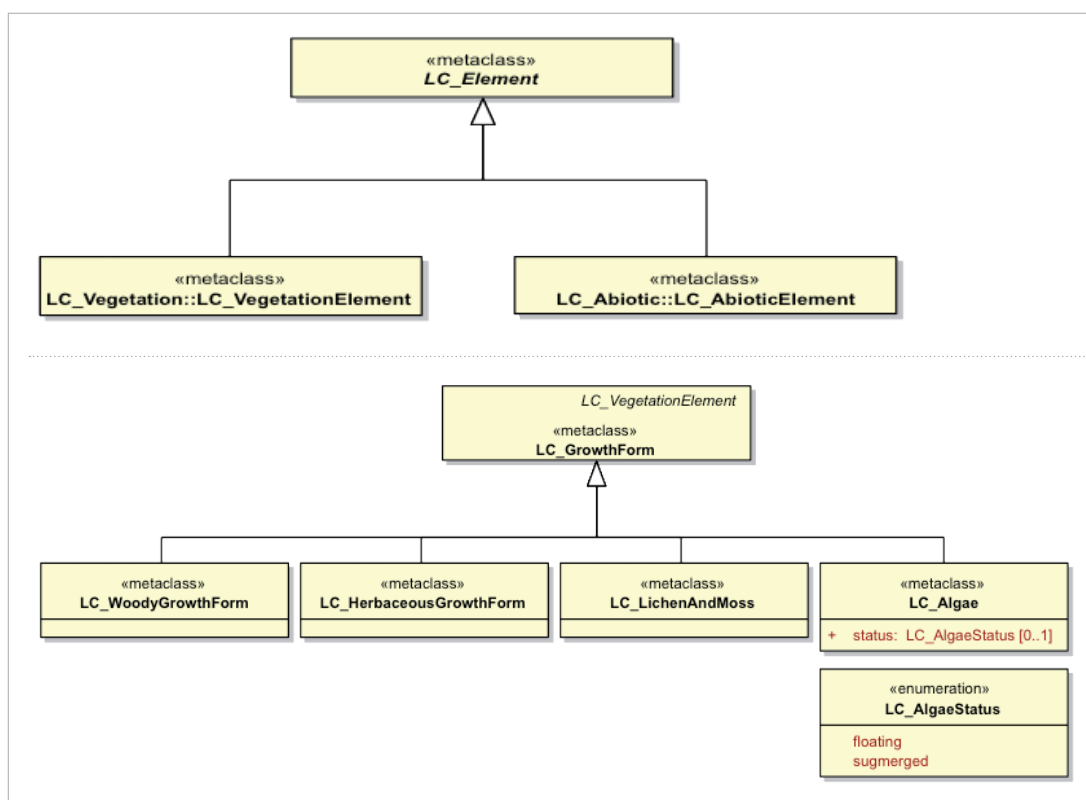 «metaclass»
LC_Element
«metaclass»
LC_Vegetation::LC_VegetationElement
«metaclass»
LC_Abiotic::LC_AbioticElement
LC_VegetationElement
«metaclass»
LC_GrowthForm
«metaclass»
LC_WoodyGrowthForm
«metaclass»
LC_HerbaceousGrowthForm
«metaclass»
LC_LichenAndMoss
«metaclass»
LC_Algae
+ status: LC_AlgaeStatus [0..1]
«enumeration»
LC_AlgaeStatus
floating
sugmerged